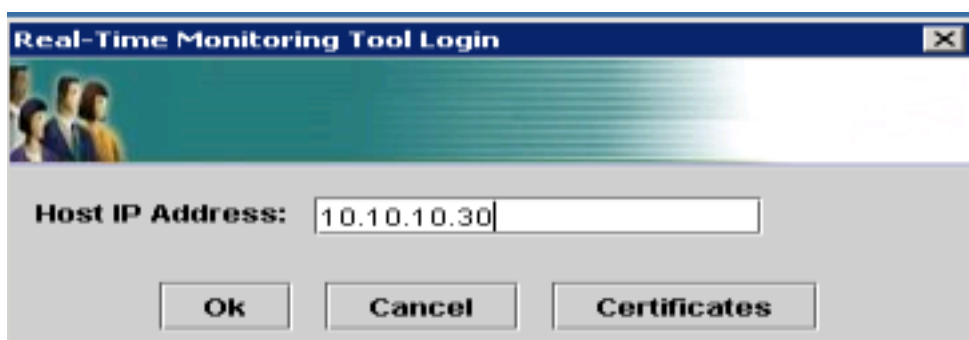 Real-Time Monitoring Tool Login
Host IP Address: 10.10.10.30
Ok Cancel Certificates